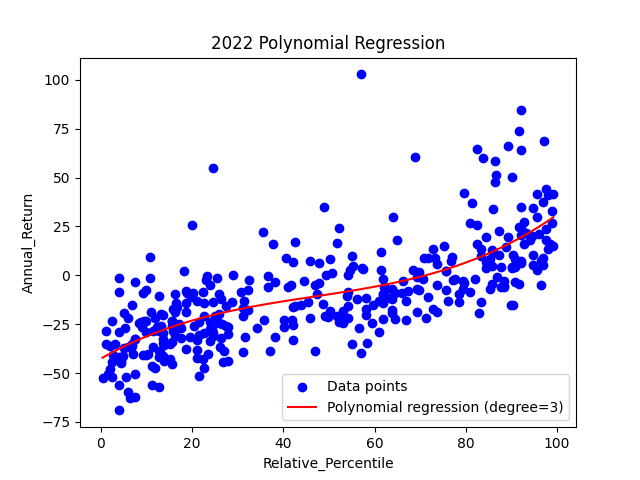 2022 Polynomial Regression
100
75
50
25
0
−25
−50
−75
Annual_Return
Data points
Polynomial regression (degree=3)
0 20 40 60 80 100
Relative_Percentile